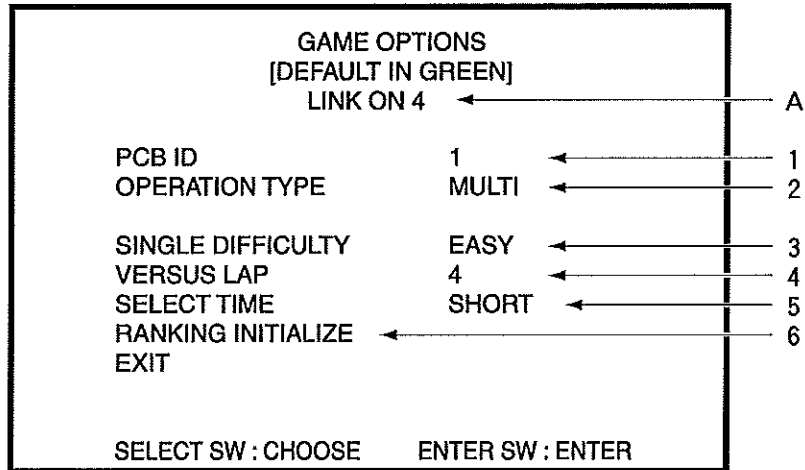 GAME OPTIONS
[DEFAULT IN GREEN]
LINK ON 4 A
PCB ID 1 1
OPERATION TYPE MULTI 2
SINGLE DIFFICULTY EASY 3
VERSUS LAP 4 4
SELECT TIME SHORT 5
RANKING INITIALIZE 6
EXIT
SELECT SW : CHOOSE ENTER SW : ENTER